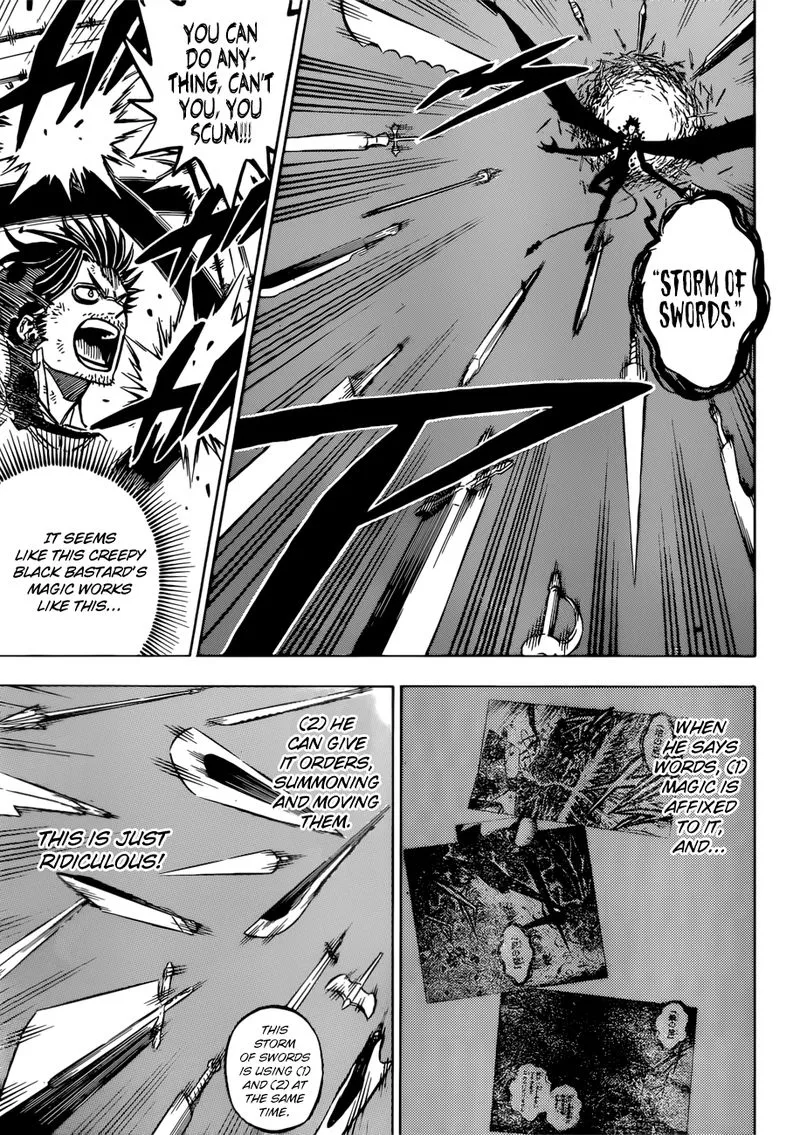 "STORM OF
SWORDS."
YOU CAN
DO ANY-
THING, CAN'T
YOU, YOU
SCUM!!!
IT SEEMS
LIKE THIS CREEPY
BLACK BASTARD'S
MAGIC WORKS
LIKE THIS...
WHEN
HE SAYS
WORDS, (1)
MAGIC IS
AFFIXED
TO IT,
AND...
(2) HE
CAN GIVE
IT ORDERS,
SUMMONING
AND MOVING
THEM.
THIS IS JUST
RIDICULOUS!
THIS
STORM
OF SWORDS
IS USING (1)
AND (2) AT
THE SAME
TIME.